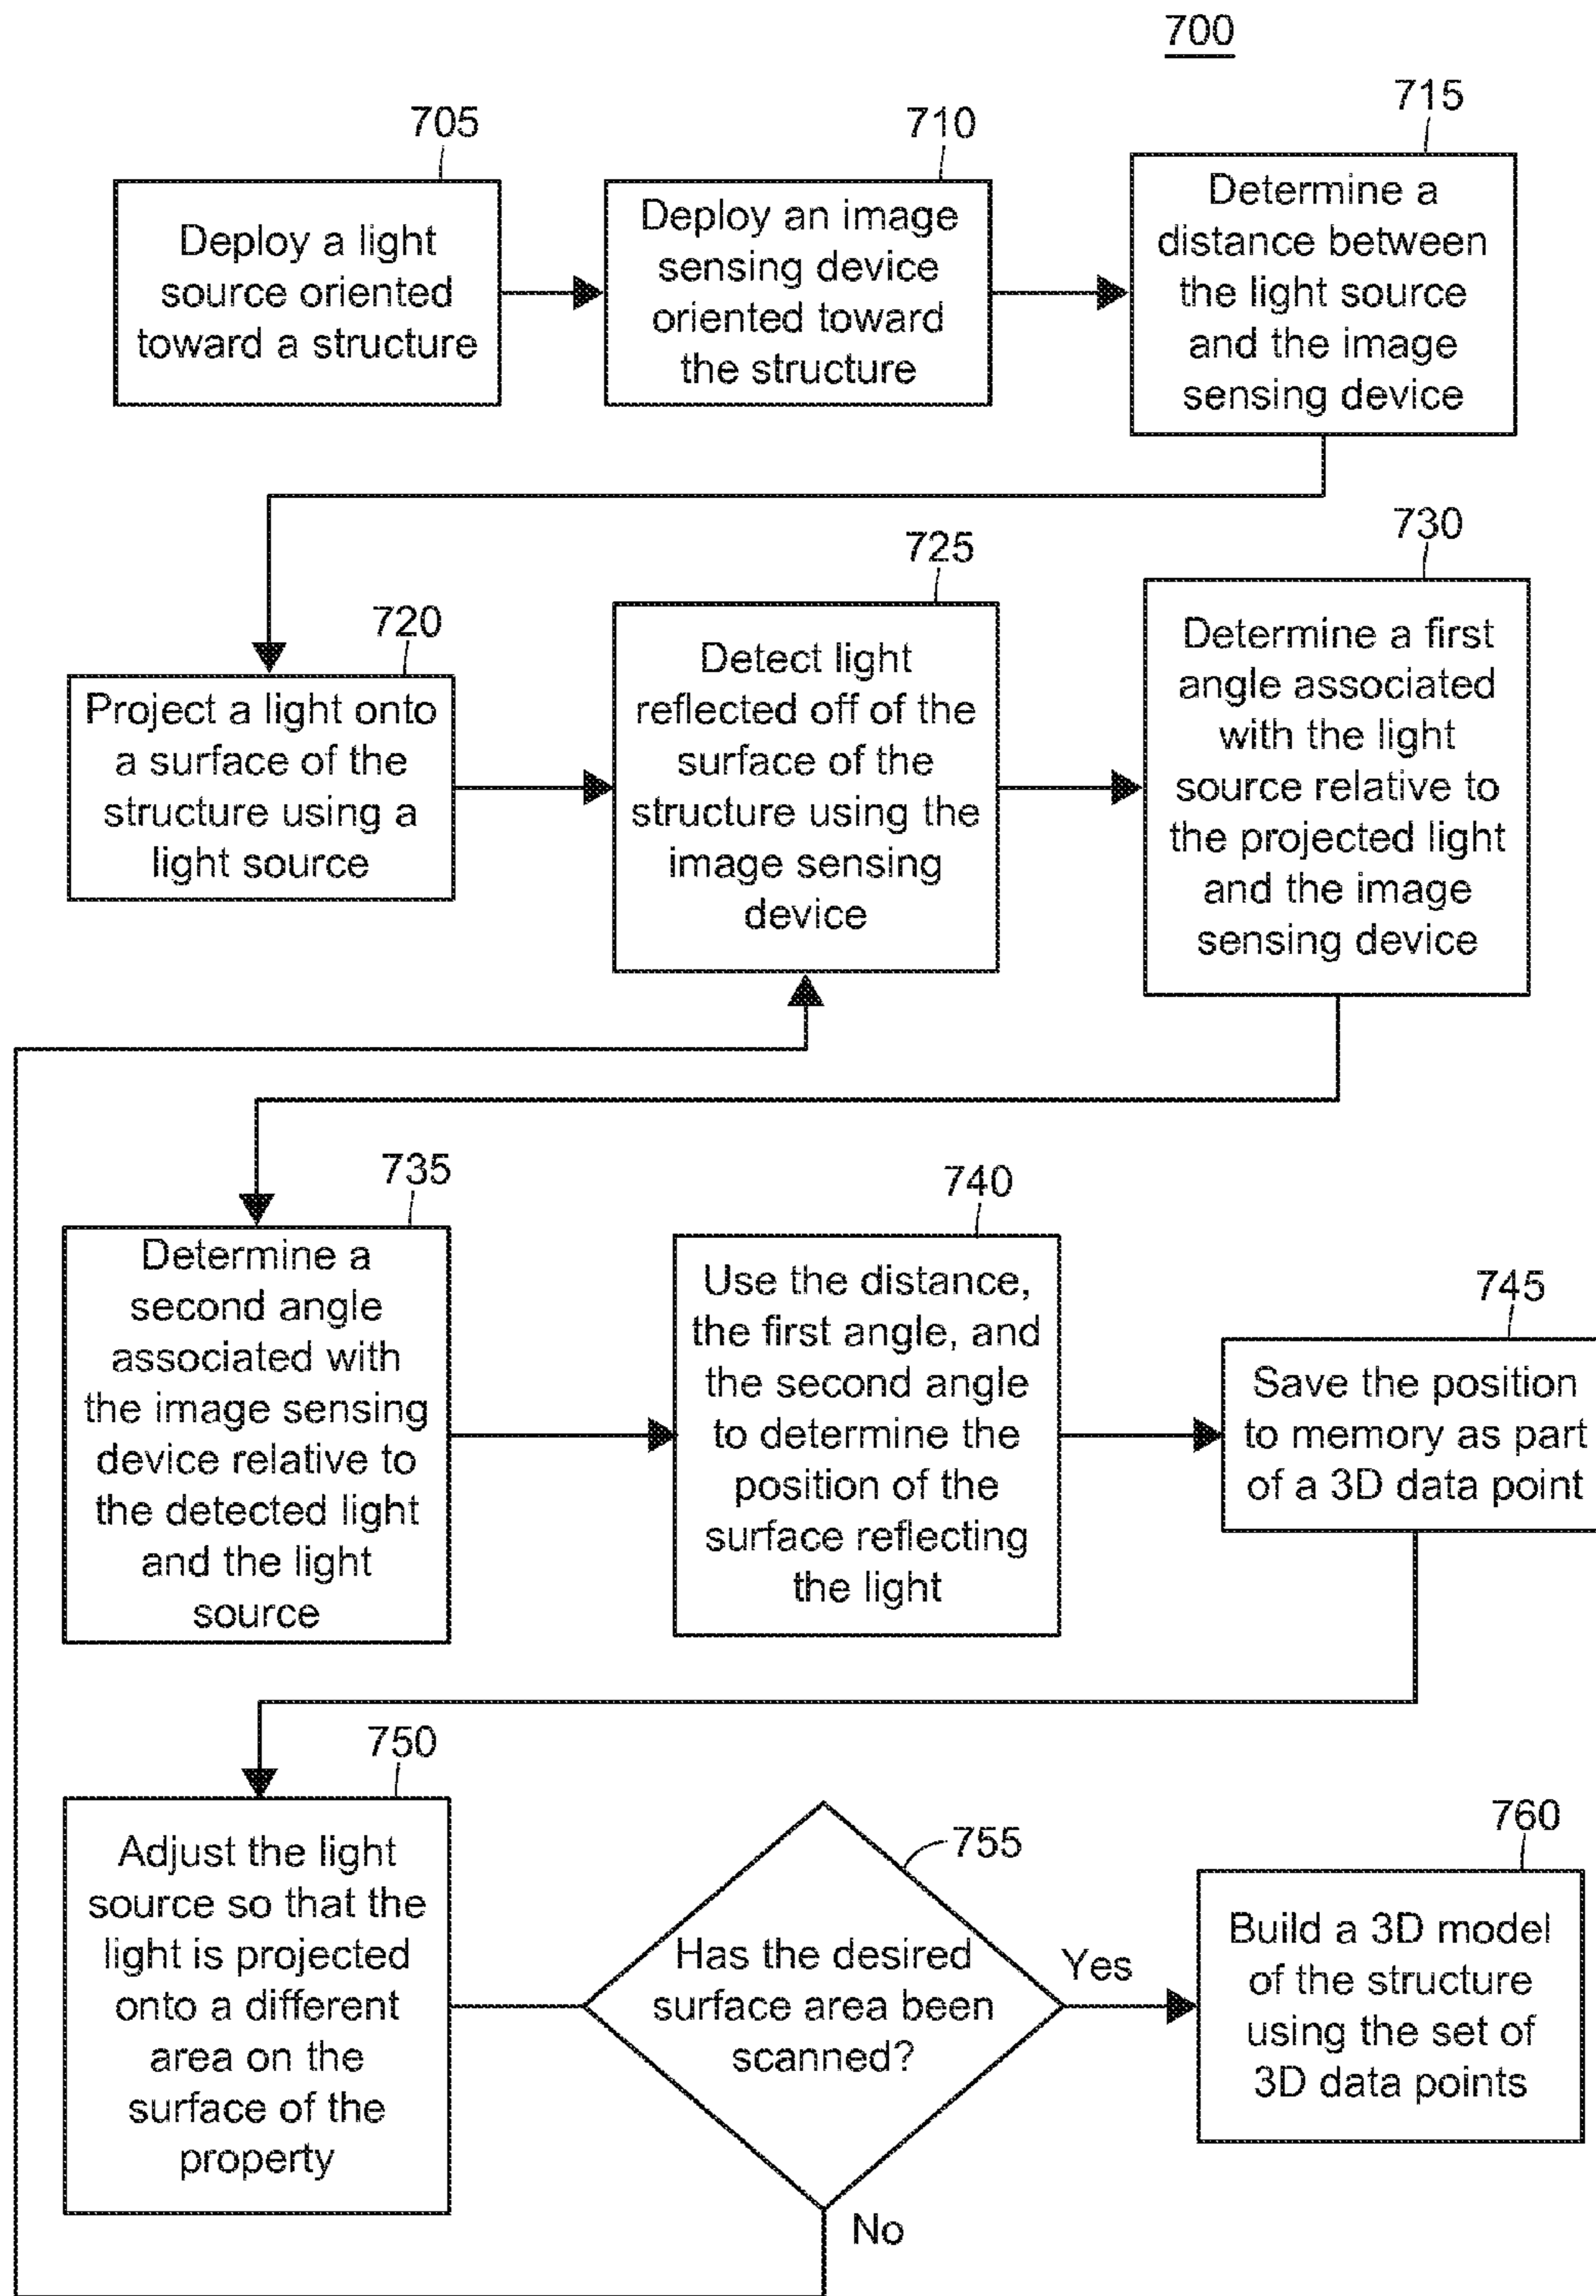 700
705
Deploy a light
source oriented
toward a structure
710
Deploy an image
sensing device
oriented toward
the structure
715
Determine a
distance between
the light source
and the image
sensing device
720
Project a light onto
a surface of the
structure using a
light source
725
Detect light
reflected off of the
surface of the
structure using the
image sensing
device
730
Determine a first
angle associated
with the light
source relative to
the projected light
and the image
sensing device
735
Determine a
second angle
associated with
the image sensing
device relative to
the detected light
and the light
source
740
Use the distance,
the first angle, and
the second angle
to determine the
position of the
surface reflecting
the light
745
Save the position
to memory as part
of a 3D data point
750
Adjust the light
source so that the
light is projected
onto a different
area on the
surface of the
property
755
Has the desired
surface area been
scanned?
Yes
No
760
Build a 3D model
of the structure
using the set of
3D data points